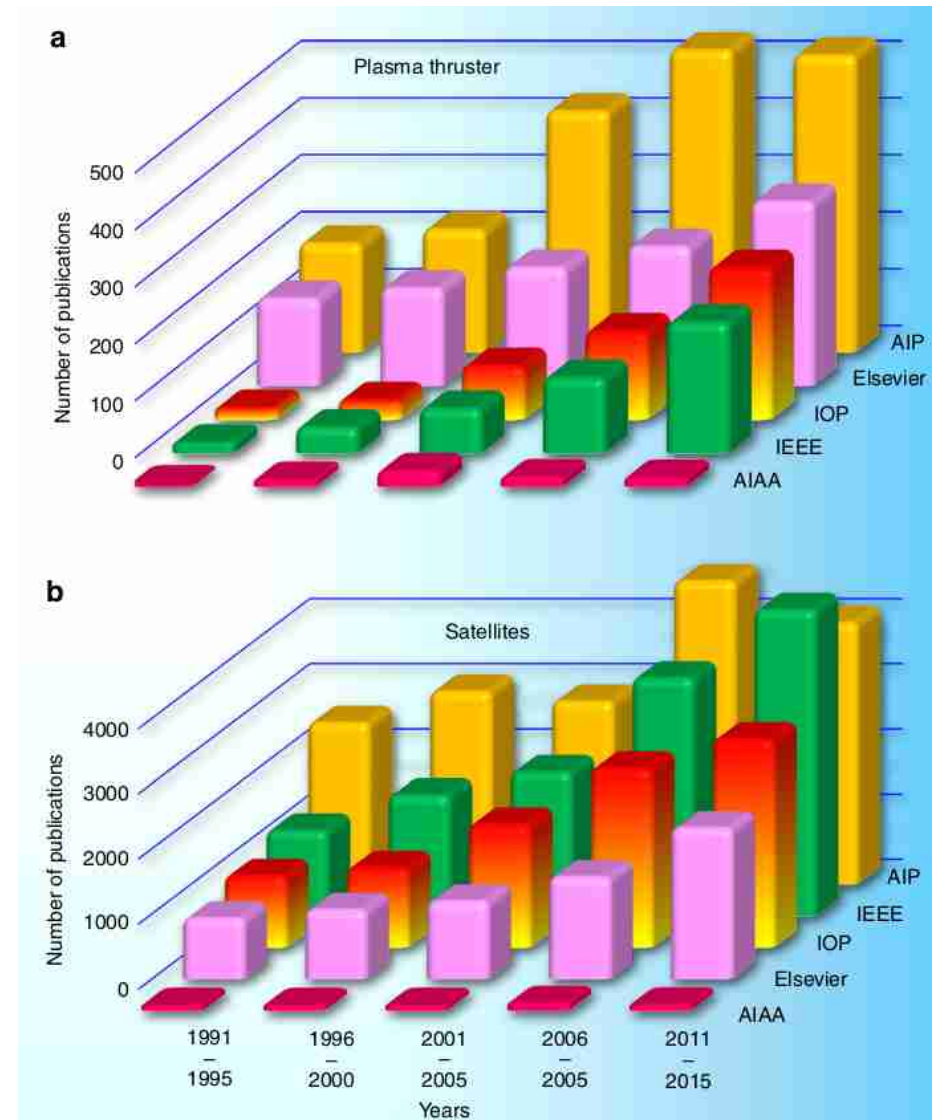 a
Plasma thruster
Number of publications
500
400
300
200
100
0
AIP
Elsevier
IOP
IEEE
AIAA
b
Satellites
Number of publications
4000
3000
2000
1000
0
AIP
IEEE
IOP
Elsevier
AIAA
1991
–
1995
1996
–
2000
2001
–
2005
2006
–
2005
2011
–
2015
Years